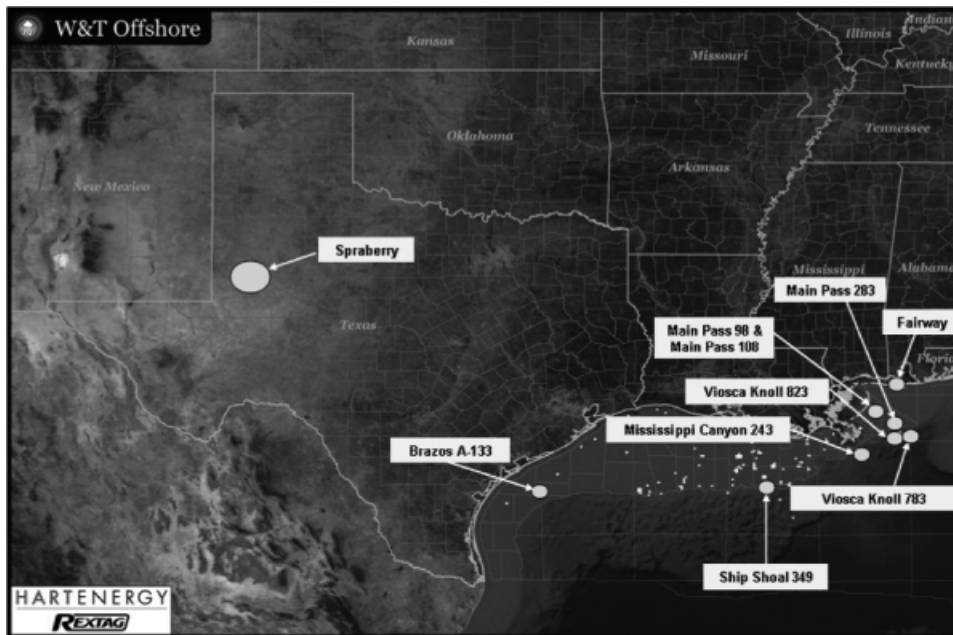 W&T Offshore
Kansas
Missouri
Illinois
Indiana
Kentucky
Oklahoma
Tennessee
Arkansas
New Mexico
Spraberry
Mississippi
Alabama
Main Pass 283
Texas
Main Pass 98 &
Main Pass 108
Fairway
Florid
Viosca Knoll 823
Mississippi Canyon 243
Brazos A-133
Viosca Knoll 783
Ship Shoal 349
HARTENERGY
REXTAG